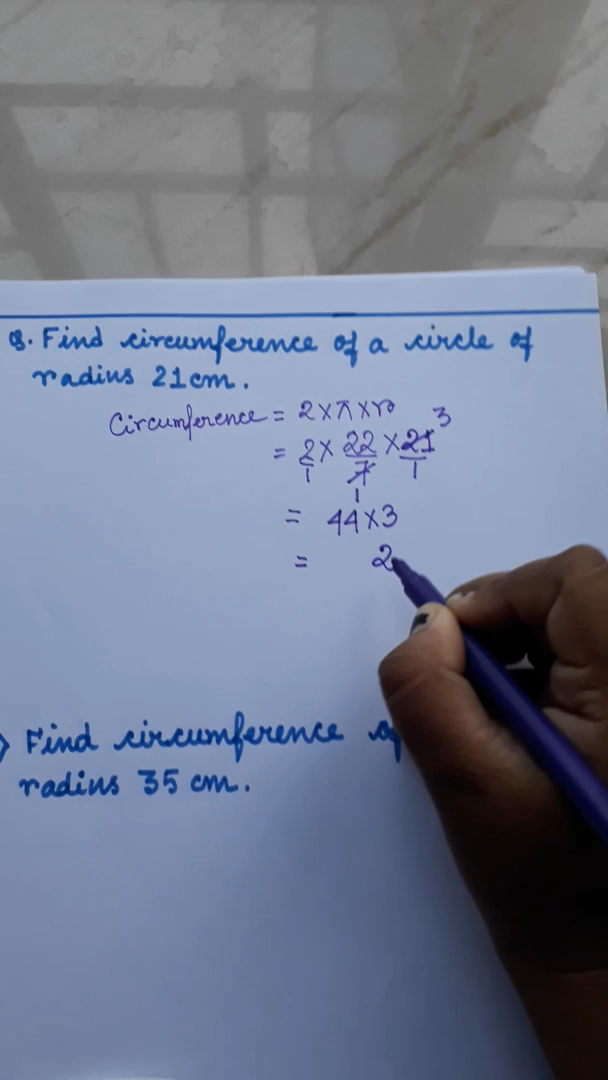 Q. Find circumference of a circle of
radius 21cm.
Circumference = 2×π×r
= 2/1 × 22/7 × 21/1 3
1
= 44×3
= 2
Find circumference of
radius 35 cm.